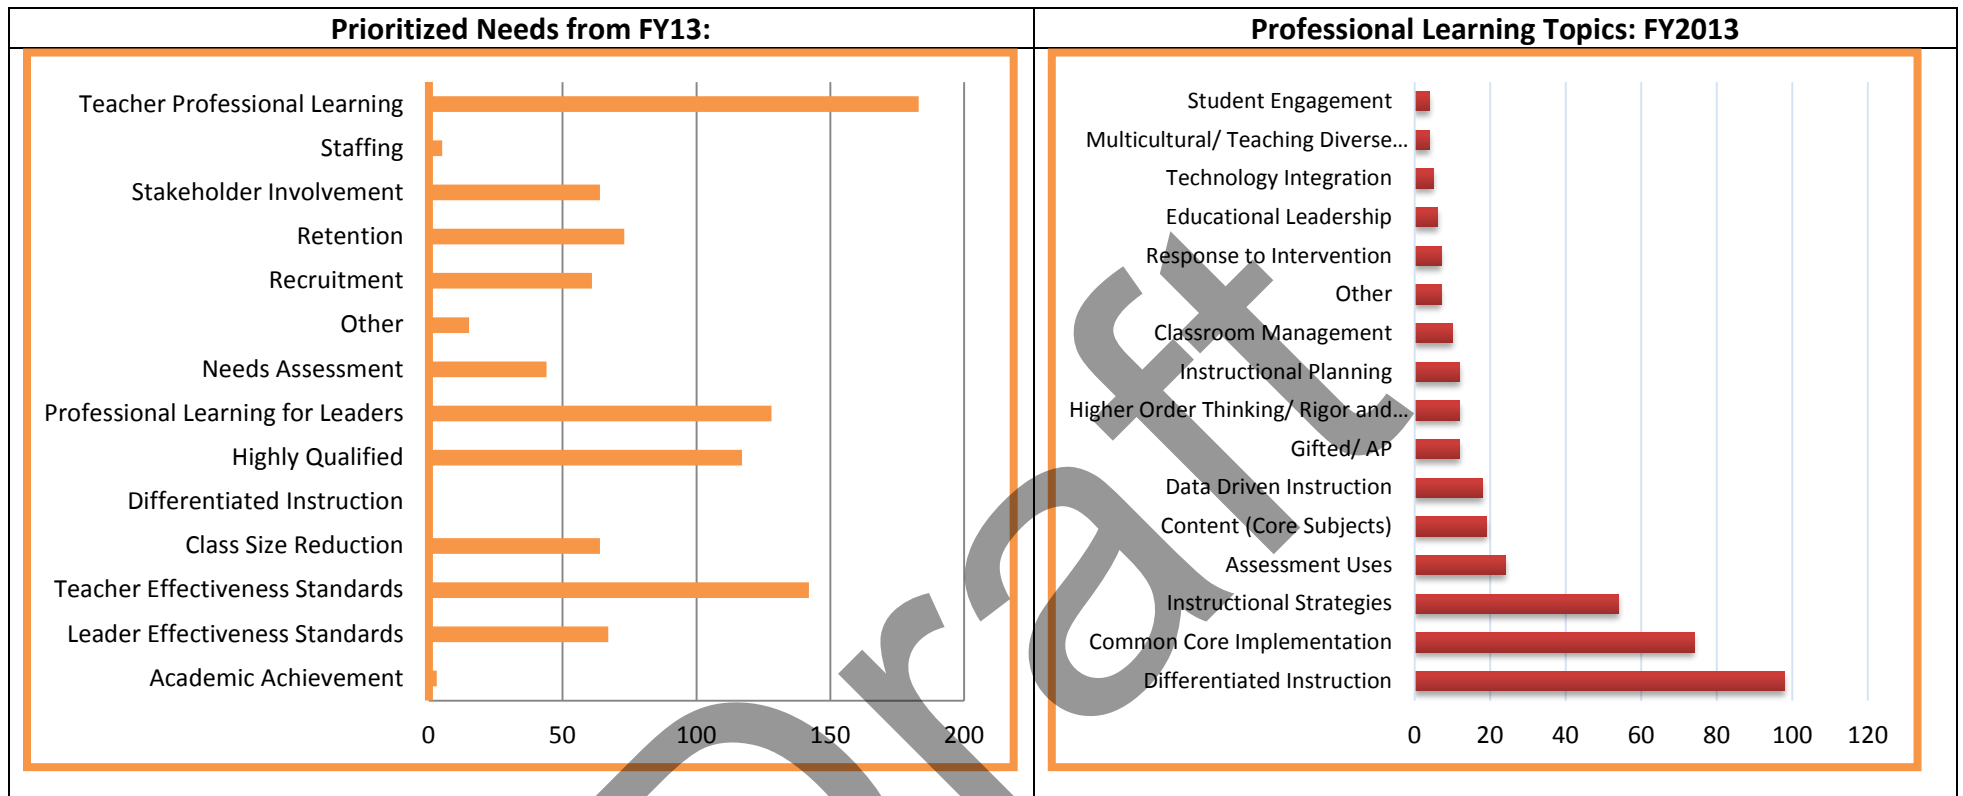 Prioritized Needs from FY13:
Teacher Professional Learning
Staffing
Stakeholder Involvement
Retention
Recruitment
Other
Needs Assessment
Professional Learning for Leaders
Highly Qualified
Differentiated Instruction
Class Size Reduction
Teacher Effectiveness Standards
Leader Effectiveness Standards
Academic Achievement
0 50 100 150 200
Professional Learning Topics: FY2013
Student Engagement
Multicultural/ Teaching Diverse...
Technology Integration
Educational Leadership
Response to Intervention
Other
Classroom Management
Instructional Planning
Higher Order Thinking/ Rigor and...
Gifted/ AP
Data Driven Instruction
Content (Core Subjects)
Assessment Uses
Instructional Strategies
Common Core Implementation
Differentiated Instruction
0 20 40 60 80 100 120
Draft